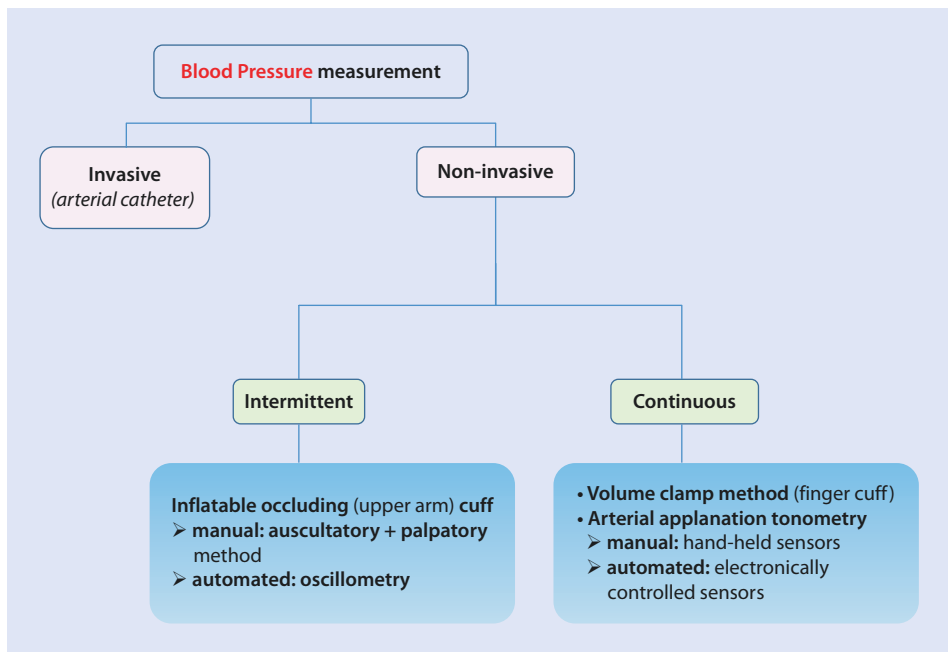 Blood Pressure measurement
Invasive
(arterial catheter)
Non-invasive
Intermittent
Continuous
Inflatable occluding (upper arm) cuff
➢ manual: auscultatory + palpatory
method
➢ automated: oscillometry
• Volume clamp method (finger cuff)
• Arterial applanation tonometry
➢ manual: hand-held sensors
➢ automated: electronically
controlled sensors